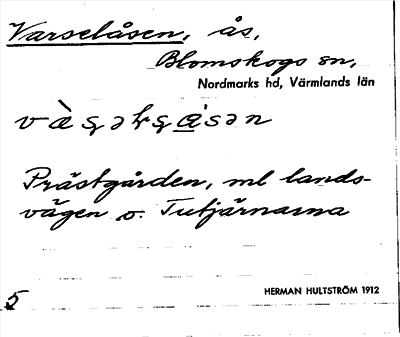 Varselåsen, ås,
Blomskogs sn,
Nordmarks hd, Värmlands län
Prästgården, ml lands-
vägen o. Tutjärnarna
5
HERMAN HULTSTRÖM 1912